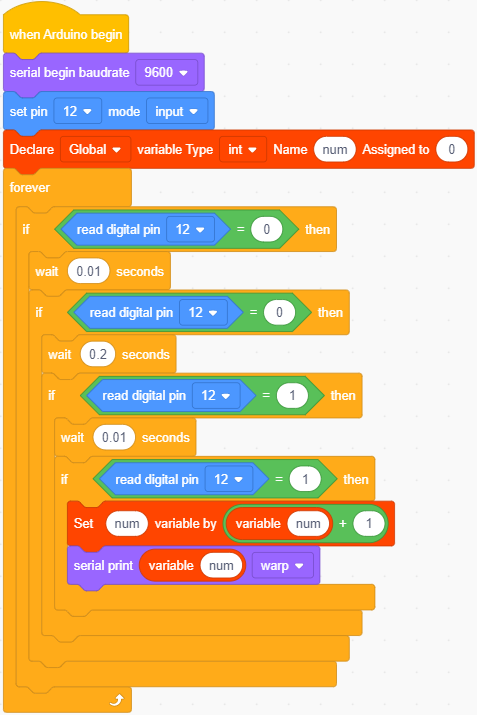 when Arduino begin
serial begin baudrate 9600
set pin 12 mode input
Declare Global variable Type int Name num Assigned to 0
forever
if read digital pin 12 = 0 then
wait 0.01 seconds
if read digital pin 12 = 0 then
wait 0.2 seconds
if read digital pin 12 = 1 then
wait 0.01 seconds
if read digital pin 12 = 1 then
Set num variable by variable num + 1
serial print variable num warp